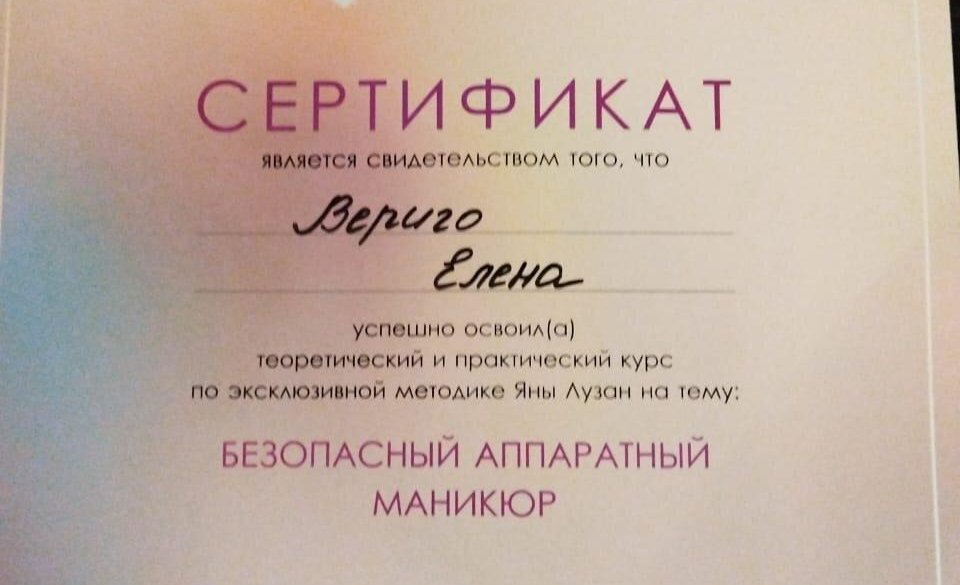 СЕРТИФИКАТ
является свидетельством того, что
Вериго
Елена
успешно освоил(а)
теоретический и практический курс
по эксклюзивной методике Яны Лузан на тему:
БЕЗОПАСНЫЙ АППАРАТНЫЙ
МАНИКЮР